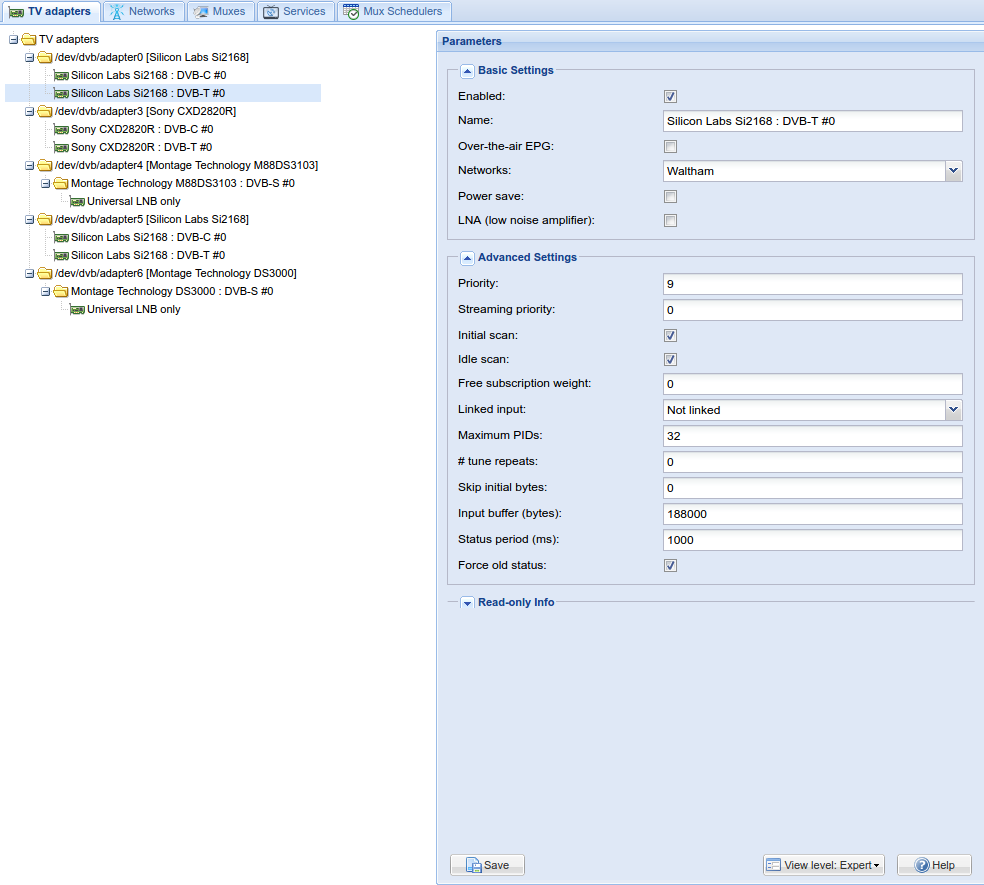 TV adapters Networks Muxes Services Mux Schedulers
TV adapters
/dev/dvb/adapter0 [Silicon Labs Si2168]
Silicon Labs Si2168 : DVB-C #0
Silicon Labs Si2168 : DVB-T #0
/dev/dvb/adapter3 [Sony CXD2820R]
Sony CXD2820R : DVB-C #0
Sony CXD2820R : DVB-T #0
/dev/dvb/adapter4 [Montage Technology M88DS3103]
Montage Technology M88DS3103 : DVB-S #0
Universal LNB only
/dev/dvb/adapter5 [Silicon Labs Si2168]
Silicon Labs Si2168 : DVB-C #0
Silicon Labs Si2168 : DVB-T #0
/dev/dvb/adapter6 [Montage Technology DS3000]
Montage Technology DS3000 : DVB-S #0
Universal LNB only
Parameters
Basic Settings
Enabled:
Name: Silicon Labs Si2168 : DVB-T #0
Over-the-air EPG:
Networks: Waltham
Power save:
LNA (low noise amplifier):
Advanced Settings
Priority: 9
Streaming priority: 0
Initial scan:
Idle scan:
Free subscription weight: 0
Linked input: Not linked
Maximum PIDs: 32
# tune repeats: 0
Skip initial bytes: 0
Input buffer (bytes): 188000
Status period (ms): 1000
Force old status:
Read-only Info
Save View level: Expert Help